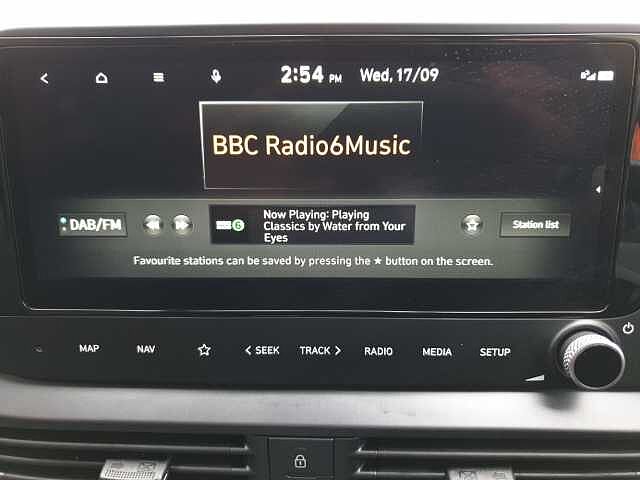 2:54 PM Wed, 17/09
BBC Radio6Music
DAB/FM
6
Now Playing: Playing
Classics by Water from Your
Eyes
Station list
Favourite stations can be saved by pressing the ★ button on the screen.
MAP NAV ☆ < SEEK TRACK > RADIO MEDIA SETUP